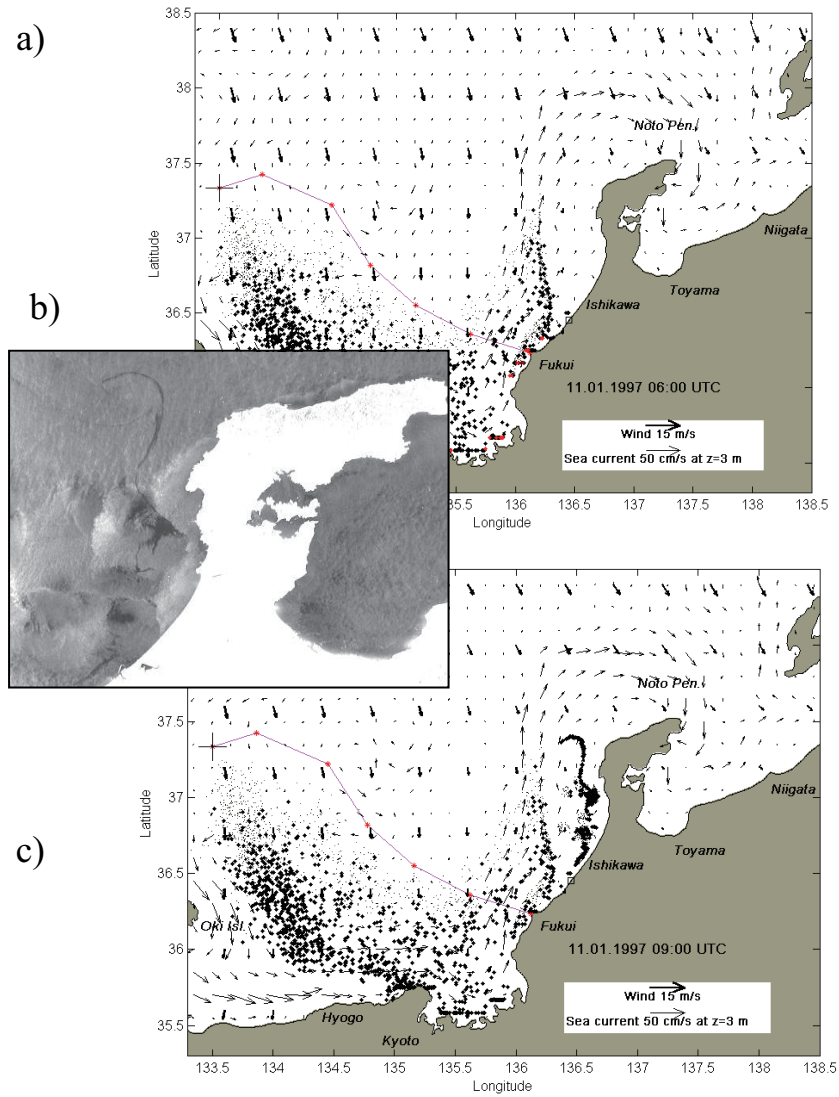 a)
38.5
38
37.5
37
36.5
Latitude
Noto Pen.
Niigata
Toyama
Ishikawa
Fukui
11.01.1997 06:00 UTC
Wind 15 m/s
Sea current 50 cm/s at z=3 m
135.5 136 136.5 137 137.5 138 138.5
Longitude
b)
c)
37.5
37
36.5
36
35.5
Latitude
Noto Pen.
Niigata
Toyama
Ishikawa
Fukui
Oki Isl.
11.01.1997 09:00 UTC
Wind 15 m/s
Sea current 50 cm/s at z=3 m
Hyogo
Kyoto
133.5 134 134.5 135 135.5 136 136.5 137 137.5 138 138.5
Longitude